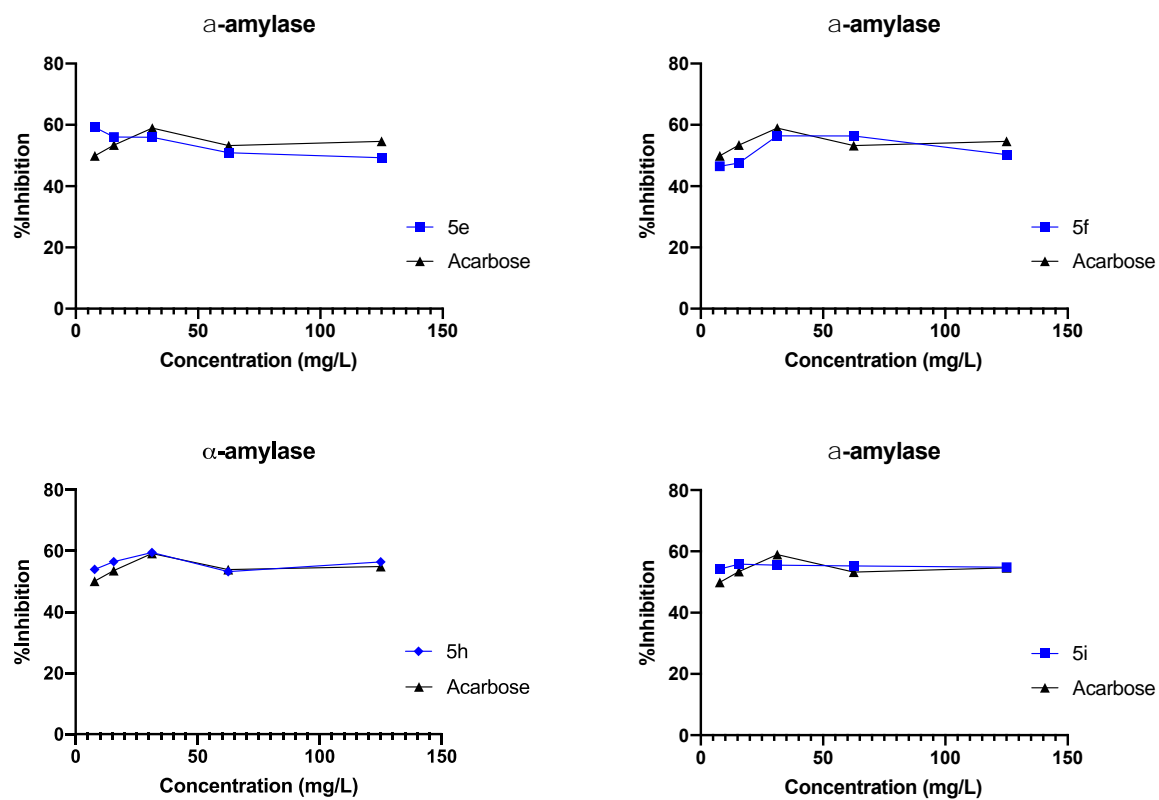 a-amylase
80
60
40
20
0
%Inhibition
0 50 100 150
Concentration (mg/L)
5e
Acarbose
a-amylase
80
60
40
20
0
%Inhibition
0 50 100 150
Concentration (mg/L)
5f
Acarbose
α-amylase
80
60
40
20
0
%Inhibition
0 50 100 150
Concentration (mg/L)
5h
Acarbose
a-amylase
80
60
40
20
0
%Inhibition
0 50 100 150
Concentration (mg/L)
5i
Acarbose